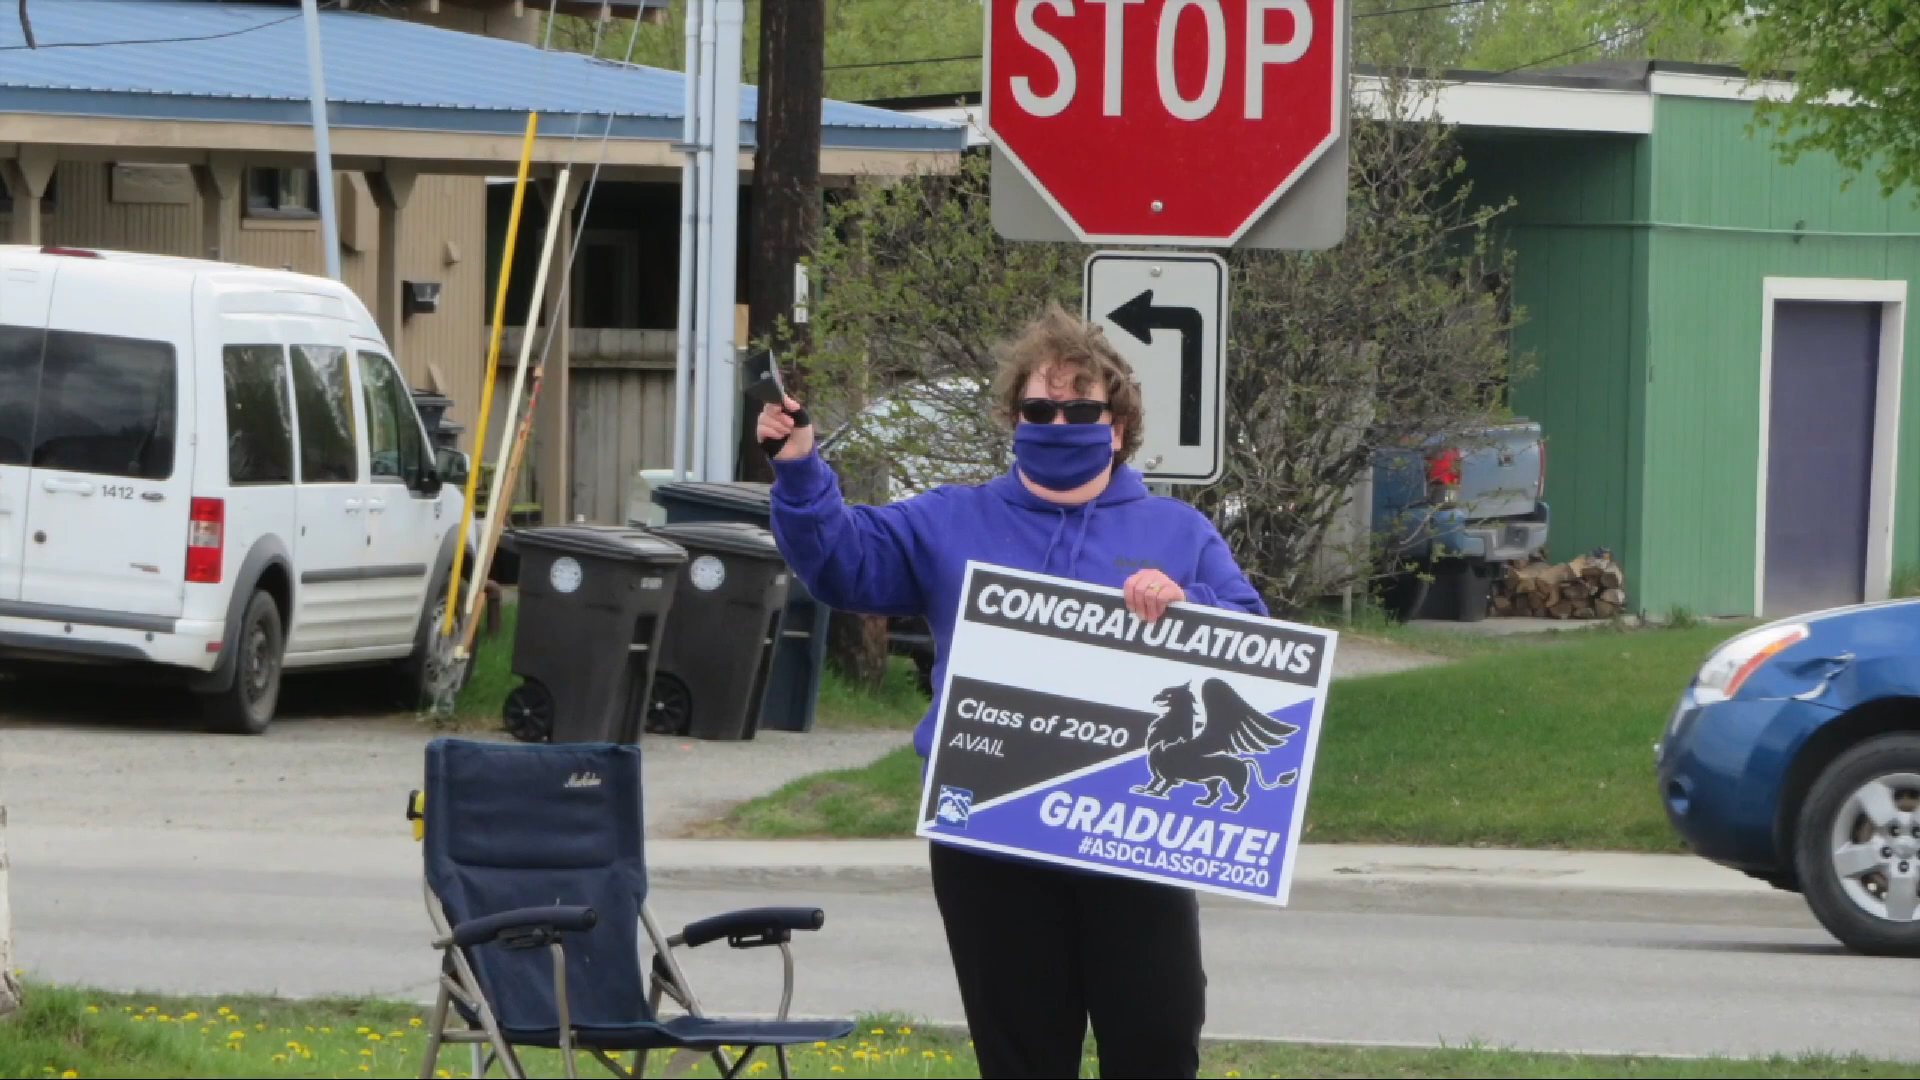 STOP
1412
CONGRATULATIONS
Class of 2020
AVAIL
GRADUATE!
#ASDCLASSOF2020